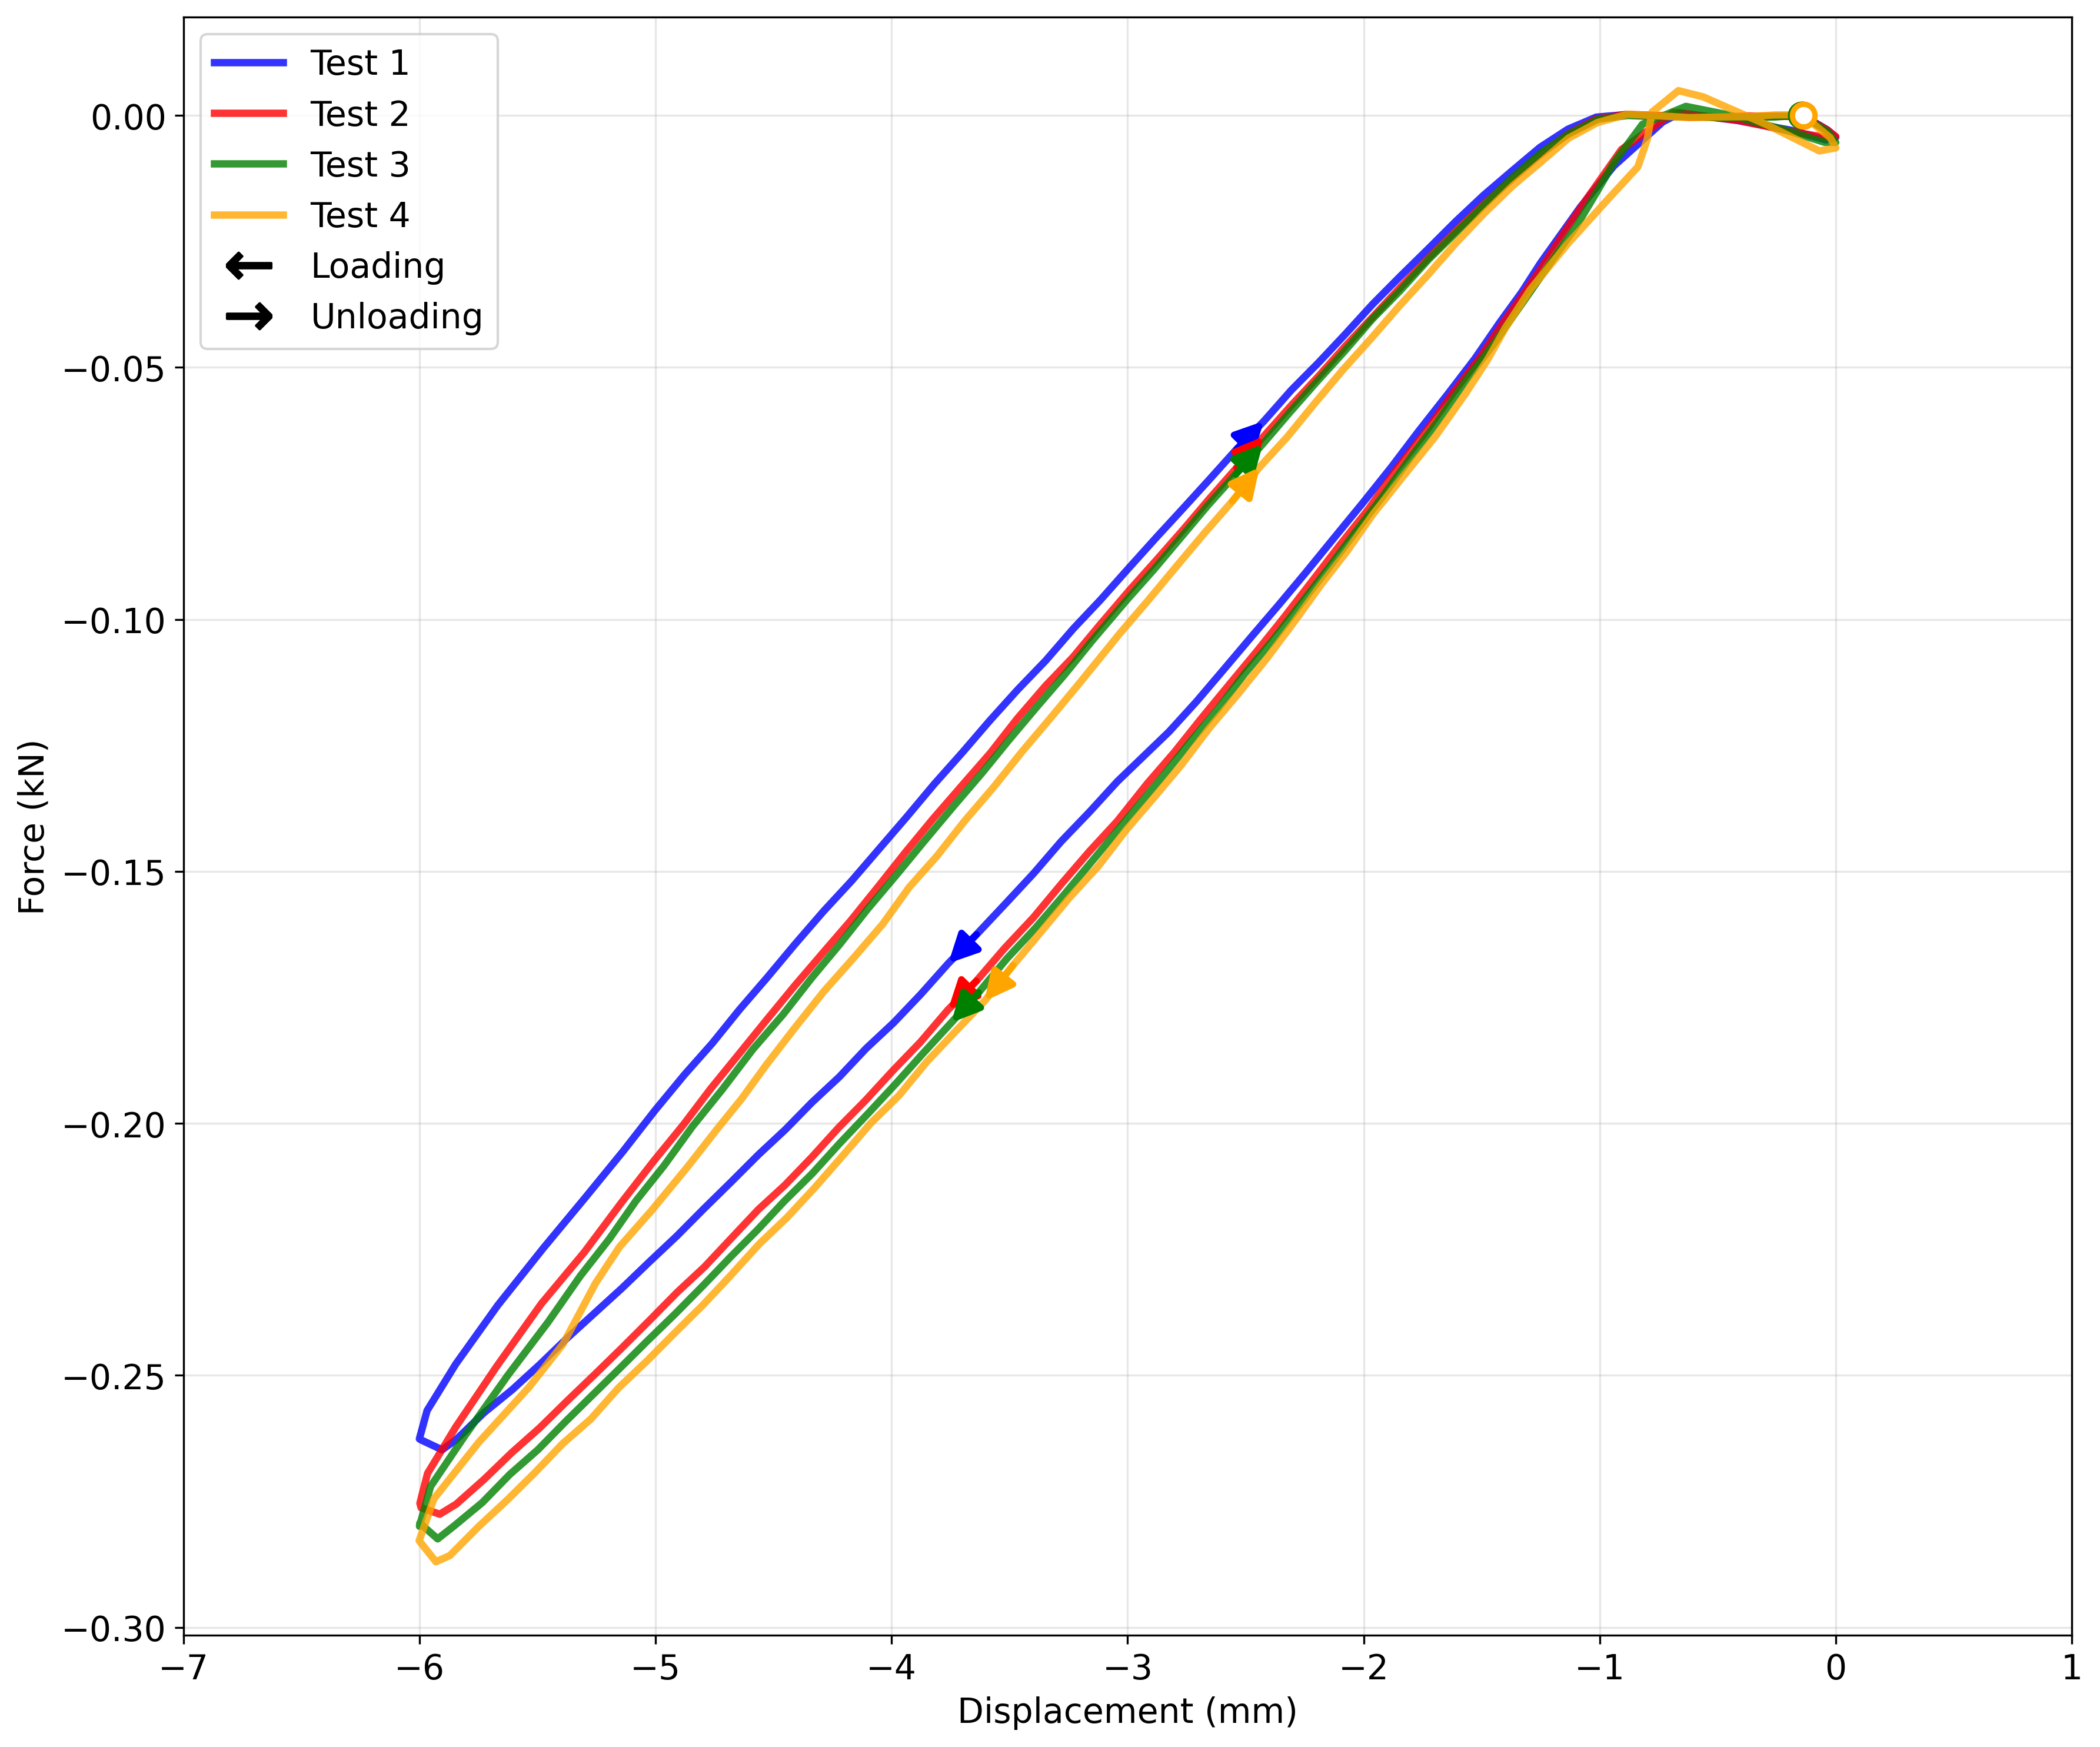 Test 1
Test 2
Test 3
Test 4
Loading
Unloading
0.00
−0.05
−0.10
−0.15
−0.20
−0.25
−0.30
Force (kN)
−7 −6 −5 −4 −3 −2 −1 0 1
Displacement (mm)